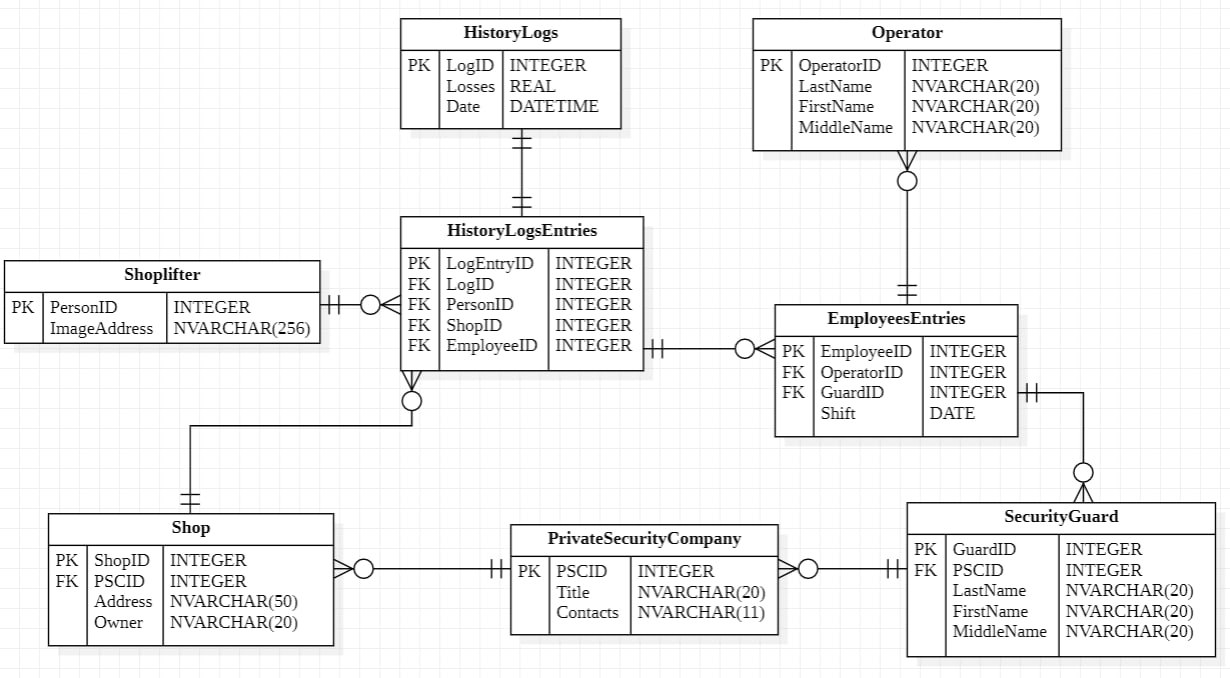 HistoryLogs
PK LogID INTEGER
Losses REAL
Date DATETIME
Operator
PK OperatorID INTEGER
LastName NVARCHAR(20)
FirstName NVARCHAR(20)
MiddleName NVARCHAR(20)
HistoryLogsEntries
PK LogEntryID INTEGER
FK LogID INTEGER
FK PersonID INTEGER
FK ShopID INTEGER
FK EmployeeID INTEGER
Shoplifter
PK PersonID INTEGER
ImageAddress NVARCHAR(256)
EmployeesEntries
PK EmployeeID INTEGER
FK OperatorID INTEGER
FK GuardID INTEGER
Shift DATE
Shop
PK ShopID INTEGER
FK PSCID INTEGER
Address NVARCHAR(50)
Owner NVARCHAR(20)
PrivateSecurityCompany
PK PSCID INTEGER
Title NVARCHAR(20)
Contacts NVARCHAR(11)
SecurityGuard
PK GuardID INTEGER
FK PSCID INTEGER
LastName NVARCHAR(20)
FirstName NVARCHAR(20)
MiddleName NVARCHAR(20)